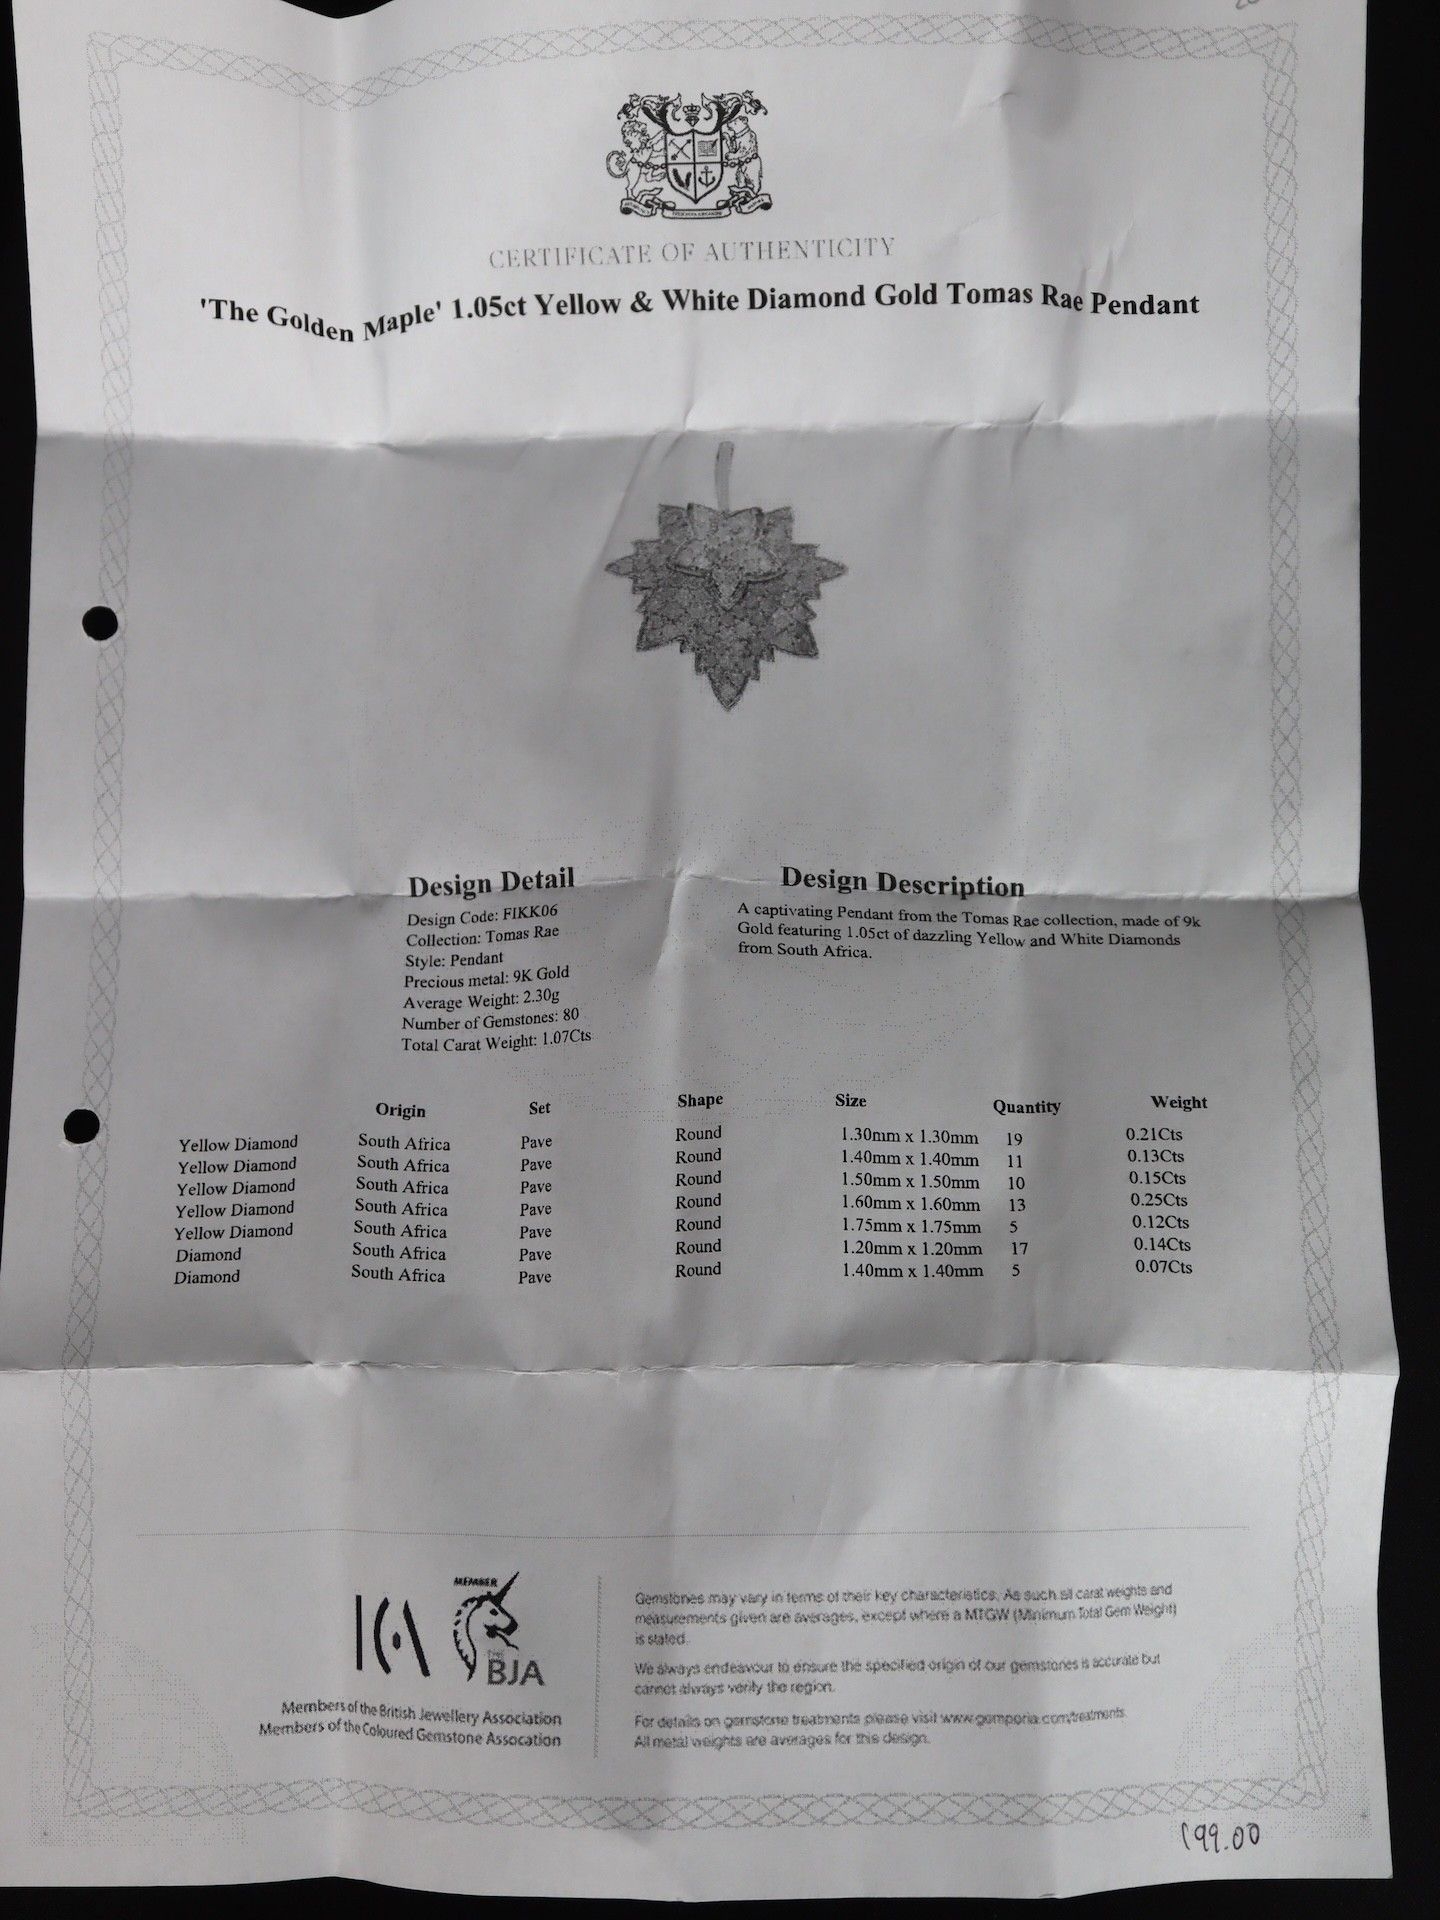 CERTIFICATE OF AUTHENTICITY
'The Golden Maple' 1.05ct Yellow & White Diamond Gold Tomas Rae Pendant
Design Detail
Design Code: FIKK06
Collection: Tomas Rae
Style: Pendant
Precious metal: 9K Gold
Average Weight: 2.30g
Number of Gemstones: 80
Total Carat Weight: 1.07Cts
Design Description
A captivating Pendant from the Tomas Rae collection, made of 9k
Gold featuring 1.05ct of dazzling Yellow and White Diamonds
from South Africa.
Origin Set Shape Size Quantity Weight
Yellow Diamond South Africa Pave Round 1.30mm x 1.30mm 19 0.21Cts
Yellow Diamond South Africa Pave Round 1.40mm x 1.40mm 11 0.13Cts
Yellow Diamond South Africa Pave Round 1.50mm x 1.50mm 10 0.15Cts
Yellow Diamond South Africa Pave Round 1.60mm x 1.60mm 13 0.25Cts
Yellow Diamond South Africa Pave Round 1.75mm x 1.75mm 5 0.12Cts
Diamond South Africa Pave Round 1.20mm x 1.20mm 17 0.14Cts
Diamond South Africa Pave Round 1.40mm x 1.40mm 5 0.07Cts
MEMBER
THE
BJA
Members of the British Jewellery Association
Members of the Coloured Gemstone Assocation
Gemstones may vary in terms of their key characteristics. As such all carat weights and
measurements given are averages, except where a MTGW (Minimum Total Gem Weight)
is stated.
We always endeavour to ensure the specified origin of our gemstones is accurate but
cannot always verify the region.
For details on gemstone treatments please visit www.gemporia.com/treatments.
All metal weights are averages for this design.
199.00